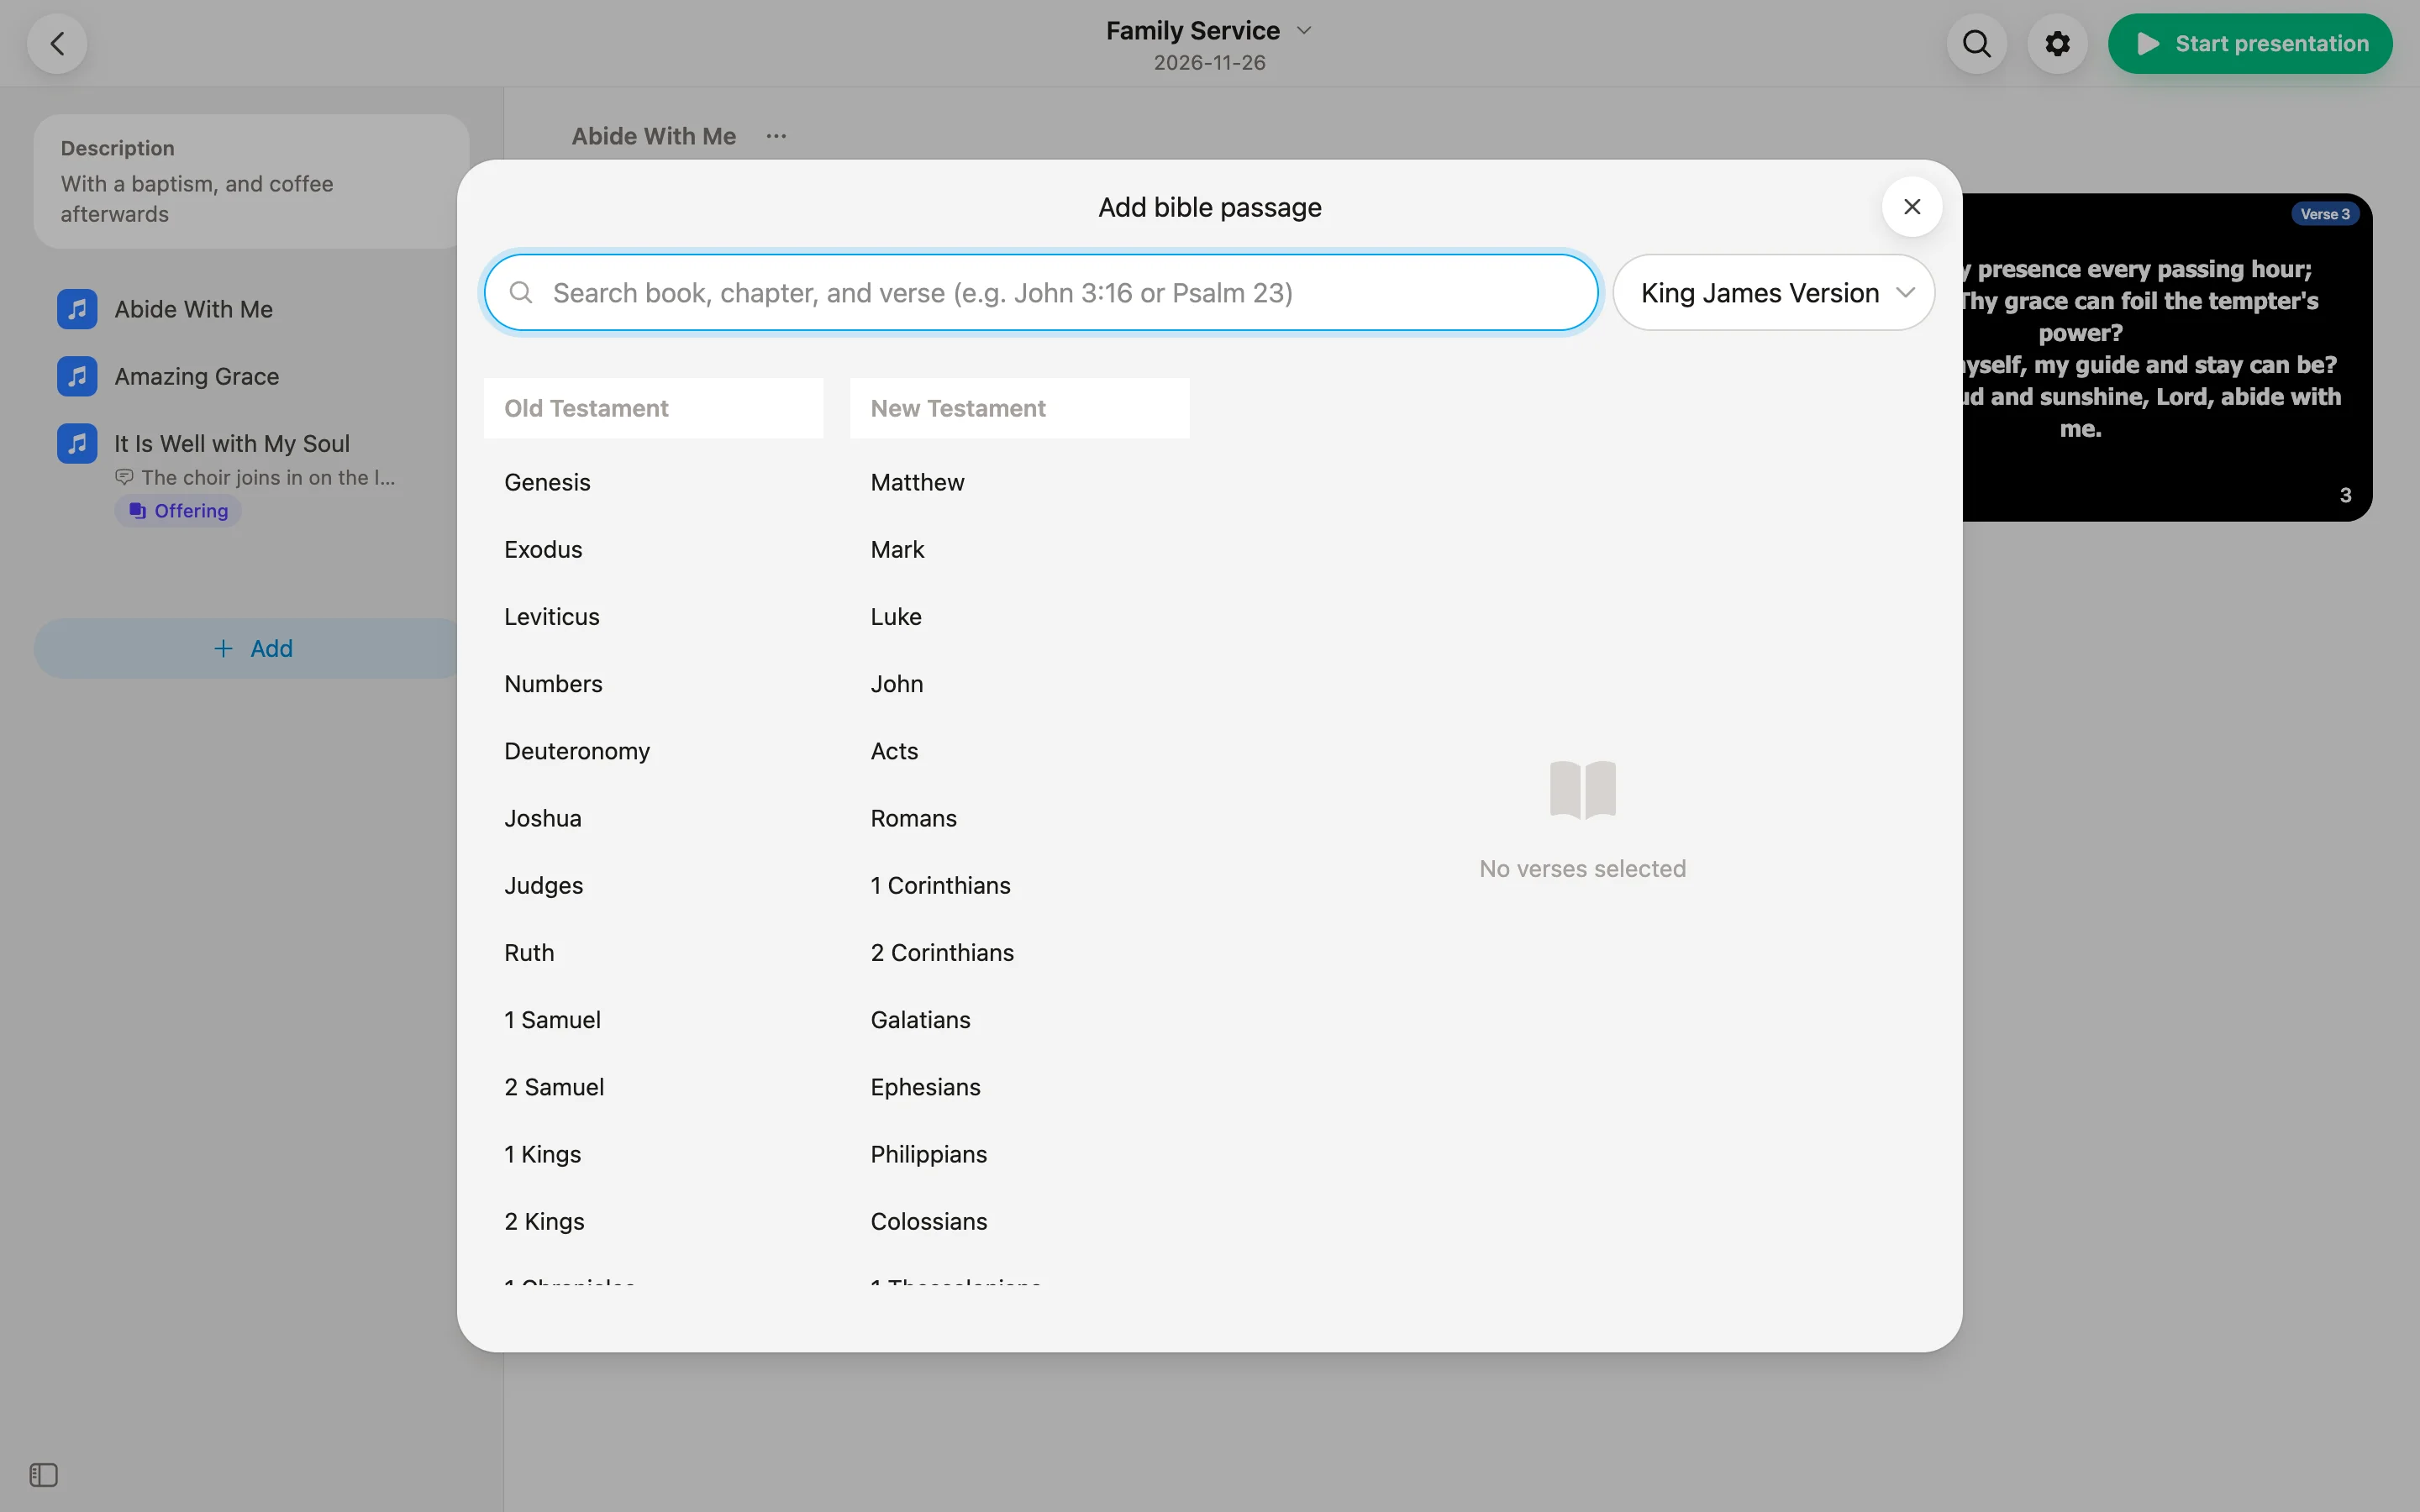 Family Service
2026-11-26
Start presentation
Description
With a baptism, and coffee
afterwards
Abide With Me
Amazing Grace
It Is Well with My Soul
The choir joins in on the l...
Offering
+ Add
Abide With Me
...
Add bible passage
Search book, chapter, and verse (e.g. John 3:16 or Psalm 23)
King James Version
Old Testament
Genesis
Exodus
Leviticus
Numbers
Deuteronomy
Joshua
Judges
Ruth
1 Samuel
2 Samuel
1 Kings
2 Kings
1 Chronicles
New Testament
Matthew
Mark
Luke
John
Acts
Romans
1 Corinthians
2 Corinthians
Galatians
Ephesians
Philippians
Colossians
1 Thessalonians
No verses selected
Verse 3
y presence every passing hour;
Thy grace can foil the tempter's
power?
yself, my guide and stay can be?
ud and sunshine, Lord, abide with
me.
3